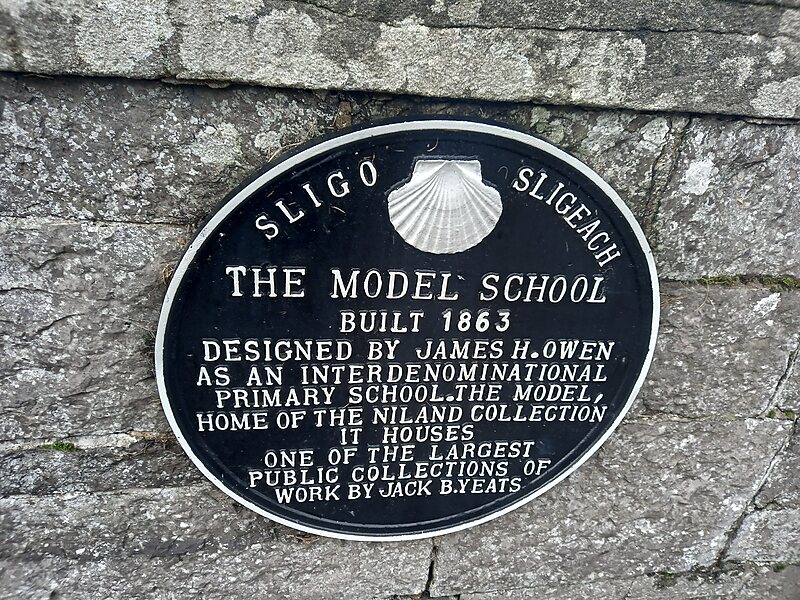 SLIGO SLIGEACH
THE MODEL SCHOOL
BUILT 1863
DESIGNED BY JAMES H.OWEN
AS AN INTERDENOMINATIONAL
PRIMARY SCHOOL.THE MODEL,
HOME OF THE NILAND COLLECTION
IT HOUSES
ONE OF THE LARGEST
PUBLIC COLLECTIONS OF
WORK BY JACK B.YEATS